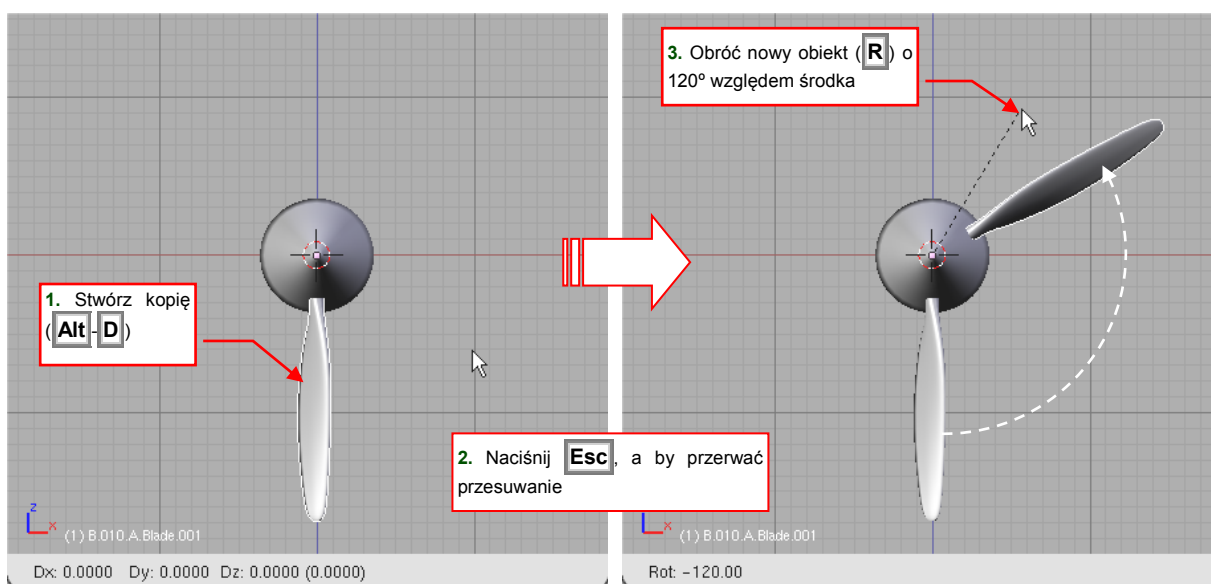 3. Obróć nowy obiekt ( R ) o
120º względem środka
1. Stwórz kopię
( Alt - D )
2. Naciśnij Esc , a by przerwać
przesuwanie
z
x
(1) B.010.A.Blade.001
Dx: 0.0000 Dy: 0.0000 Dz: 0.0000 (0.0000)
x
(1) B.010.A.Blade.001
Rot: -120.00